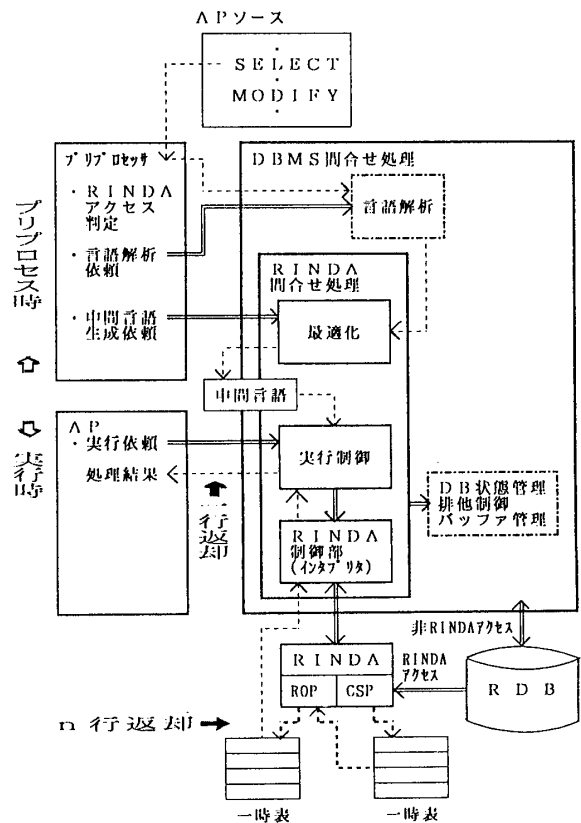 APソース
・
SELECT
MODIFY
・
プリプロセッサ
・RINDA
アクセス
判定
・言語解析
依頼
・中間言語
生成依頼
プリプロセス時
DBMS問合せ処理
言語解析
RINDA
問合せ処理
最適化
中間言語
実行時
AP
・実行依頼
処理結果
一行返却
実行制御
RINDA
制御部
(インタプリタ)
DB状態管理
排他制御
バッファ管理
非RINDAアクセス
RINDA
ROP
CSP
RINDA
アクセス
RDB
n行返却
一時表
一時表